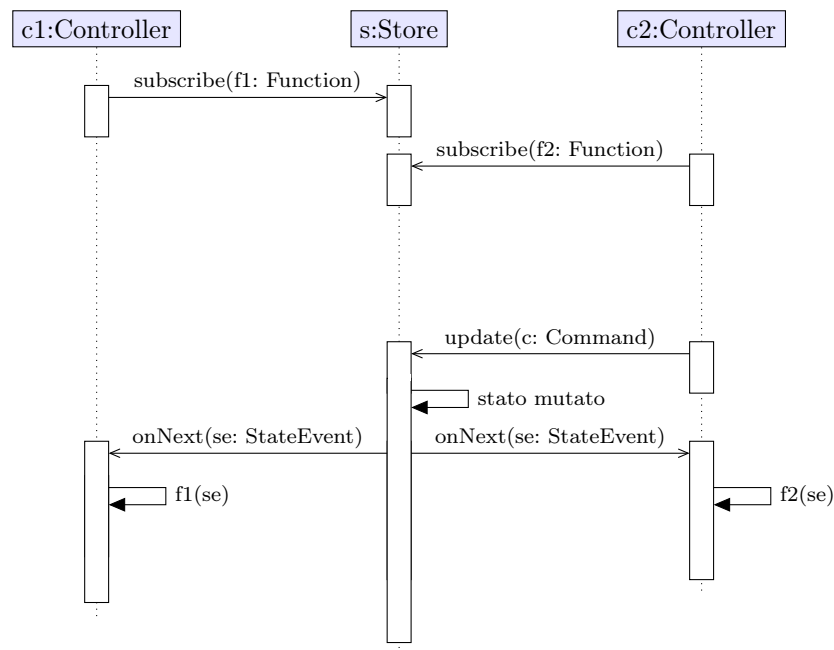 c1:Controller
s:Store
c2:Controller
subscribe(f1: Function)
subscribe(f2: Function)
update(c: Command)
stato mutato
onNext(se: StateEvent)
onNext(se: StateEvent)
f1(se)
f2(se)